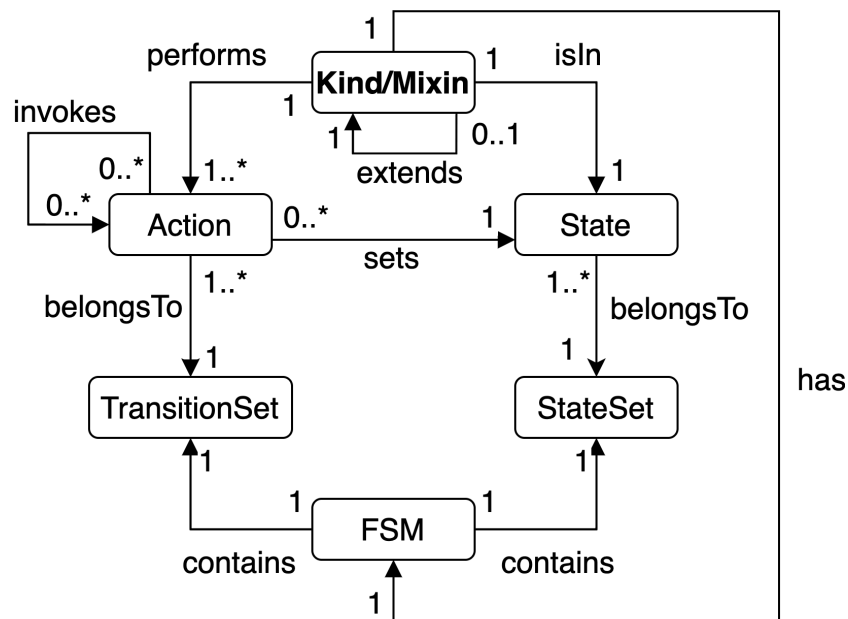 1
performs
1
isIn
Kind/Mixin
1
invokes
1
0..1
0..*
1..*
extends
1
0..*
Action
0..*
1
State
sets
1..*
1..*
belongsTo
belongsTo
1
1
has
TransitionSet
StateSet
1
1
1
1
FSM
contains
contains
1